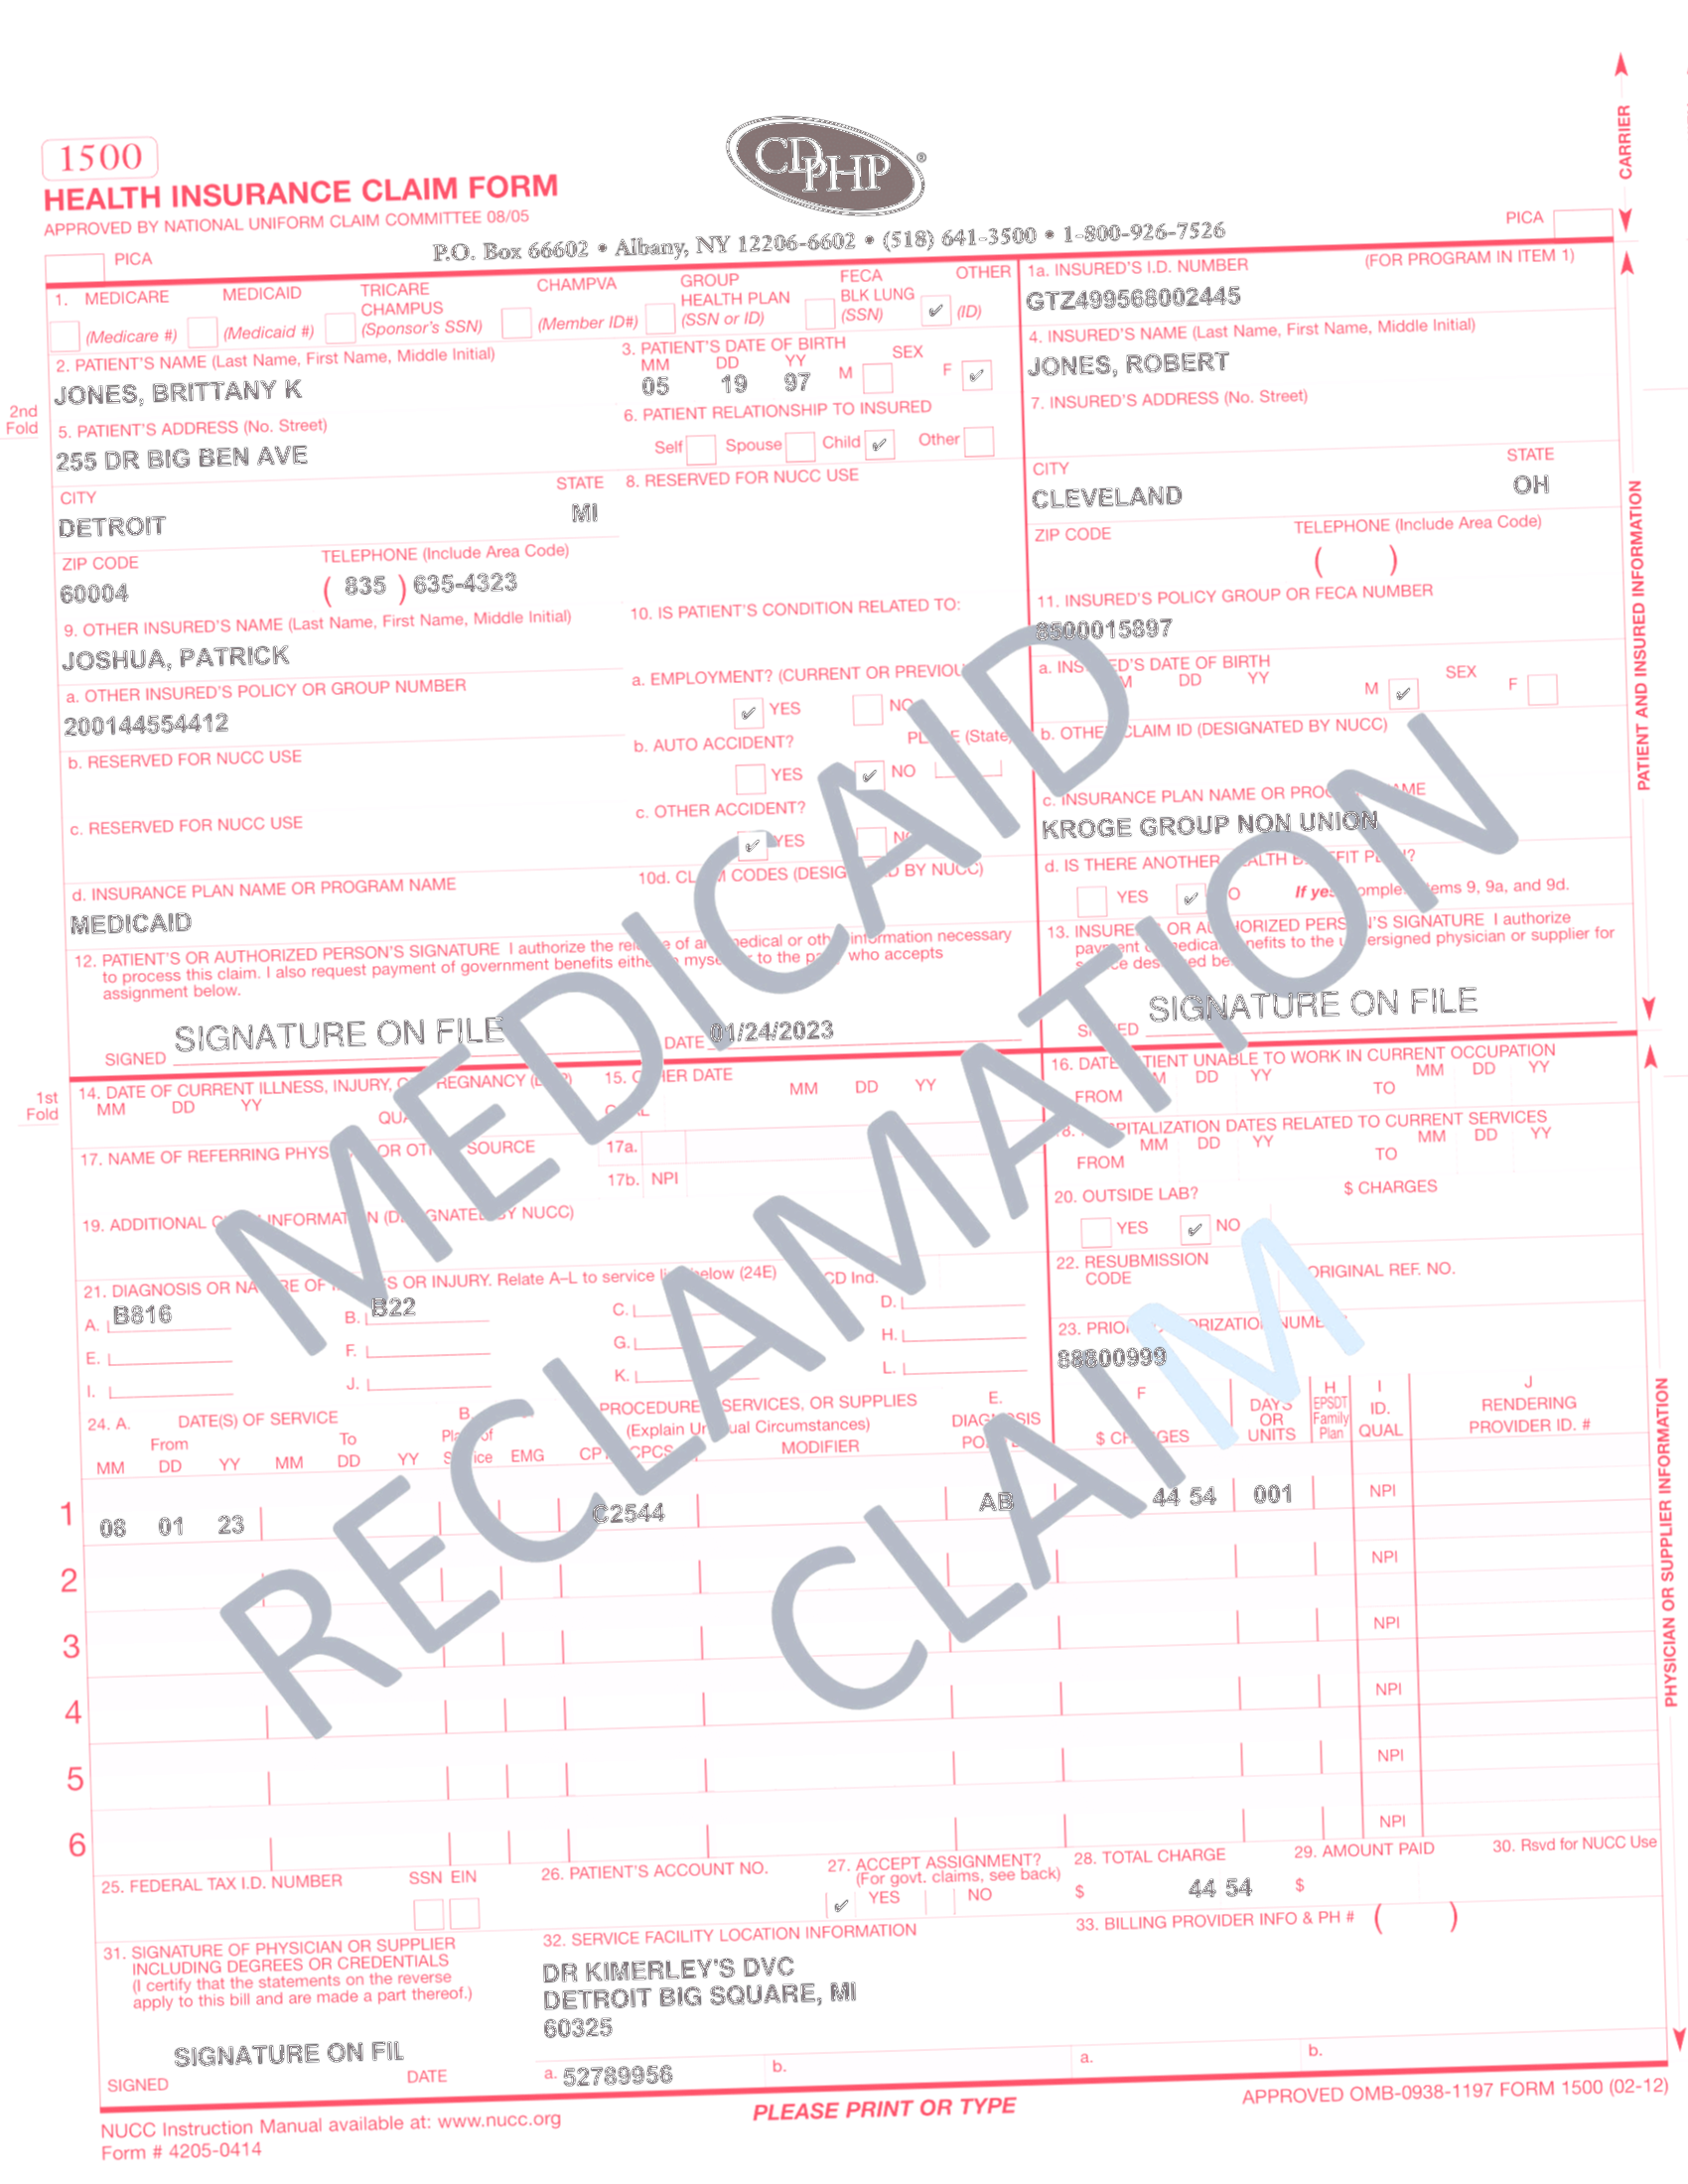 CARRIER
1500
CDPHP®
HEALTH INSURANCE CLAIM FORM
APPROVED BY NATIONAL UNIFORM CLAIM COMMITTEE 08/05
P.O. Box 66602 • Albany, NY 12206-6602 • (518) 641-3500 • 1-800-926-7526
PICA
PICA
1. MEDICARE MEDICAID TRICARE CHAMPUS CHAMPVA GROUP HEALTH PLAN FECA BLK LUNG OTHER
(Medicare #) (Medicaid #) (Sponsor's SSN) (Member ID#) (SSN or ID) (SSN) ✓ (ID)
1a. INSURED'S I.D. NUMBER (FOR PROGRAM IN ITEM 1)
GTZ499568002445
2. PATIENT'S NAME (Last Name, First Name, Middle Initial)
JONES, BRITTANY K
3. PATIENT'S DATE OF BIRTH SEX
MM DD YY
05 19 97 M F ✓
4. INSURED'S NAME (Last Name, First Name, Middle Initial)
JONES, ROBERT
2nd Fold
5. PATIENT'S ADDRESS (No. Street)
255 DR BIG BEN AVE
6. PATIENT RELATIONSHIP TO INSURED
Self Spouse Child ✓ Other
7. INSURED'S ADDRESS (No. Street)
CITY STATE
DETROIT MI
8. RESERVED FOR NUCC USE
CITY STATE
CLEVELAND OH
ZIP CODE TELEPHONE (Include Area Code)
60004 ( 835 ) 635-4323
ZIP CODE TELEPHONE (Include Area Code)
( )
9. OTHER INSURED'S NAME (Last Name, First Name, Middle Initial)
JOSHUA, PATRICK
10. IS PATIENT'S CONDITION RELATED TO:
11. INSURED'S POLICY GROUP OR FECA NUMBER
8500015897
a. OTHER INSURED'S POLICY OR GROUP NUMBER
200144554412
a. EMPLOYMENT? (CURRENT OR PREVIOU
✓ YES NO
a. INSURED'S DATE OF BIRTH SEX
MM DD YY M ✓ F
b. RESERVED FOR NUCC USE
b. AUTO ACCIDENT? PLACE (State)
YES ✓ NO
b. OTHER CLAIM ID (DESIGNATED BY NUCC)
c. RESERVED FOR NUCC USE
c. OTHER ACCIDENT?
✓ YES NO
c. INSURANCE PLAN NAME OR PROGRAM NAME
KROGE GROUP NON UNION
d. INSURANCE PLAN NAME OR PROGRAM NAME
MEDICAID
10d. CLAIM CODES (DESIGNATED BY NUCC)
d. IS THERE ANOTHER HEALTH BENEFIT PLAN?
YES ✓ NO If yes, complete items 9, 9a, and 9d.
12. PATIENT'S OR AUTHORIZED PERSON'S SIGNATURE I authorize the release of any medical or other information necessary
to process this claim. I also request payment of government benefits either to myself or to the party who accepts
assignment below.
SIGNED SIGNATURE ON FILE DATE 01/24/2023
13. INSURED'S OR AUTHORIZED PERSON'S SIGNATURE I authorize
payment of medical benefits to the undersigned physician or supplier for
service described below.
SIGNED SIGNATURE ON FILE
PATIENT AND INSURED INFORMATION
1st Fold
14. DATE OF CURRENT ILLNESS, INJURY, OR PREGNANCY (LMP)
MM DD YY QUAL
15. OTHER DATE MM DD YY
QUAL
16. DATE PATIENT UNABLE TO WORK IN CURRENT OCCUPATION
MM DD YY MM DD YY
FROM TO
17. NAME OF REFERRING PHYSICIAN OR OTHER SOURCE
17a.
17b. NPI
18. HOSPITALIZATION DATES RELATED TO CURRENT SERVICES
MM DD YY MM DD YY
FROM TO
19. ADDITIONAL CLAIM INFORMATION (DESIGNATED BY NUCC)
20. OUTSIDE LAB? $ CHARGES
YES ✓ NO
21. DIAGNOSIS OR NATURE OF ILLNESS OR INJURY. Relate A–L to service line below (24E) ICD Ind.
A. B816 B. B22 C. D.
E. F. G. H.
I. J. K. L.
22. RESUBMISSION CODE ORIGINAL REF. NO.
23. PRIOR AUTHORIZATION NUMBER
88800999
24. A. DATE(S) OF SERVICE B. PROCEDURES, SERVICES, OR SUPPLIES E. F H I J
From To Place of (Explain Unusual Circumstances) DIAGNOSIS DAYS OR UNITS EPSDT Family Plan ID. QUAL RENDERING PROVIDER ID. #
MM DD YY MM DD YY Service EMG CPT/HCPCS MODIFIER POINTER $ CHARGES
1 08 01 23 C2544 AB 44 54 001 NPI
2 NPI
3 NPI
4 NPI
5 NPI
6 NPI
25. FEDERAL TAX I.D. NUMBER SSN EIN
26. PATIENT'S ACCOUNT NO.
27. ACCEPT ASSIGNMENT?
(For govt. claims, see back)
✓ YES NO
28. TOTAL CHARGE
$ 44 54
29. AMOUNT PAID
$
30. Rsvd for NUCC Use
31. SIGNATURE OF PHYSICIAN OR SUPPLIER
INCLUDING DEGREES OR CREDENTIALS
(I certify that the statements on the reverse
apply to this bill and are made a part thereof.)
SIGNATURE ON FIL
SIGNED DATE
32. SERVICE FACILITY LOCATION INFORMATION
DR KIMERLEY'S DVC
DETROIT BIG SQUARE, MI
60325
a. 52789956 b.
33. BILLING PROVIDER INFO & PH # ( )
a. b.
PHYSICIAN OR SUPPLIER INFORMATION
NUCC Instruction Manual available at: www.nucc.org
Form # 4205-0414
PLEASE PRINT OR TYPE
APPROVED OMB-0938-1197 FORM 1500 (02-12)
MEDICAID
RECLAMATION
CLAIM